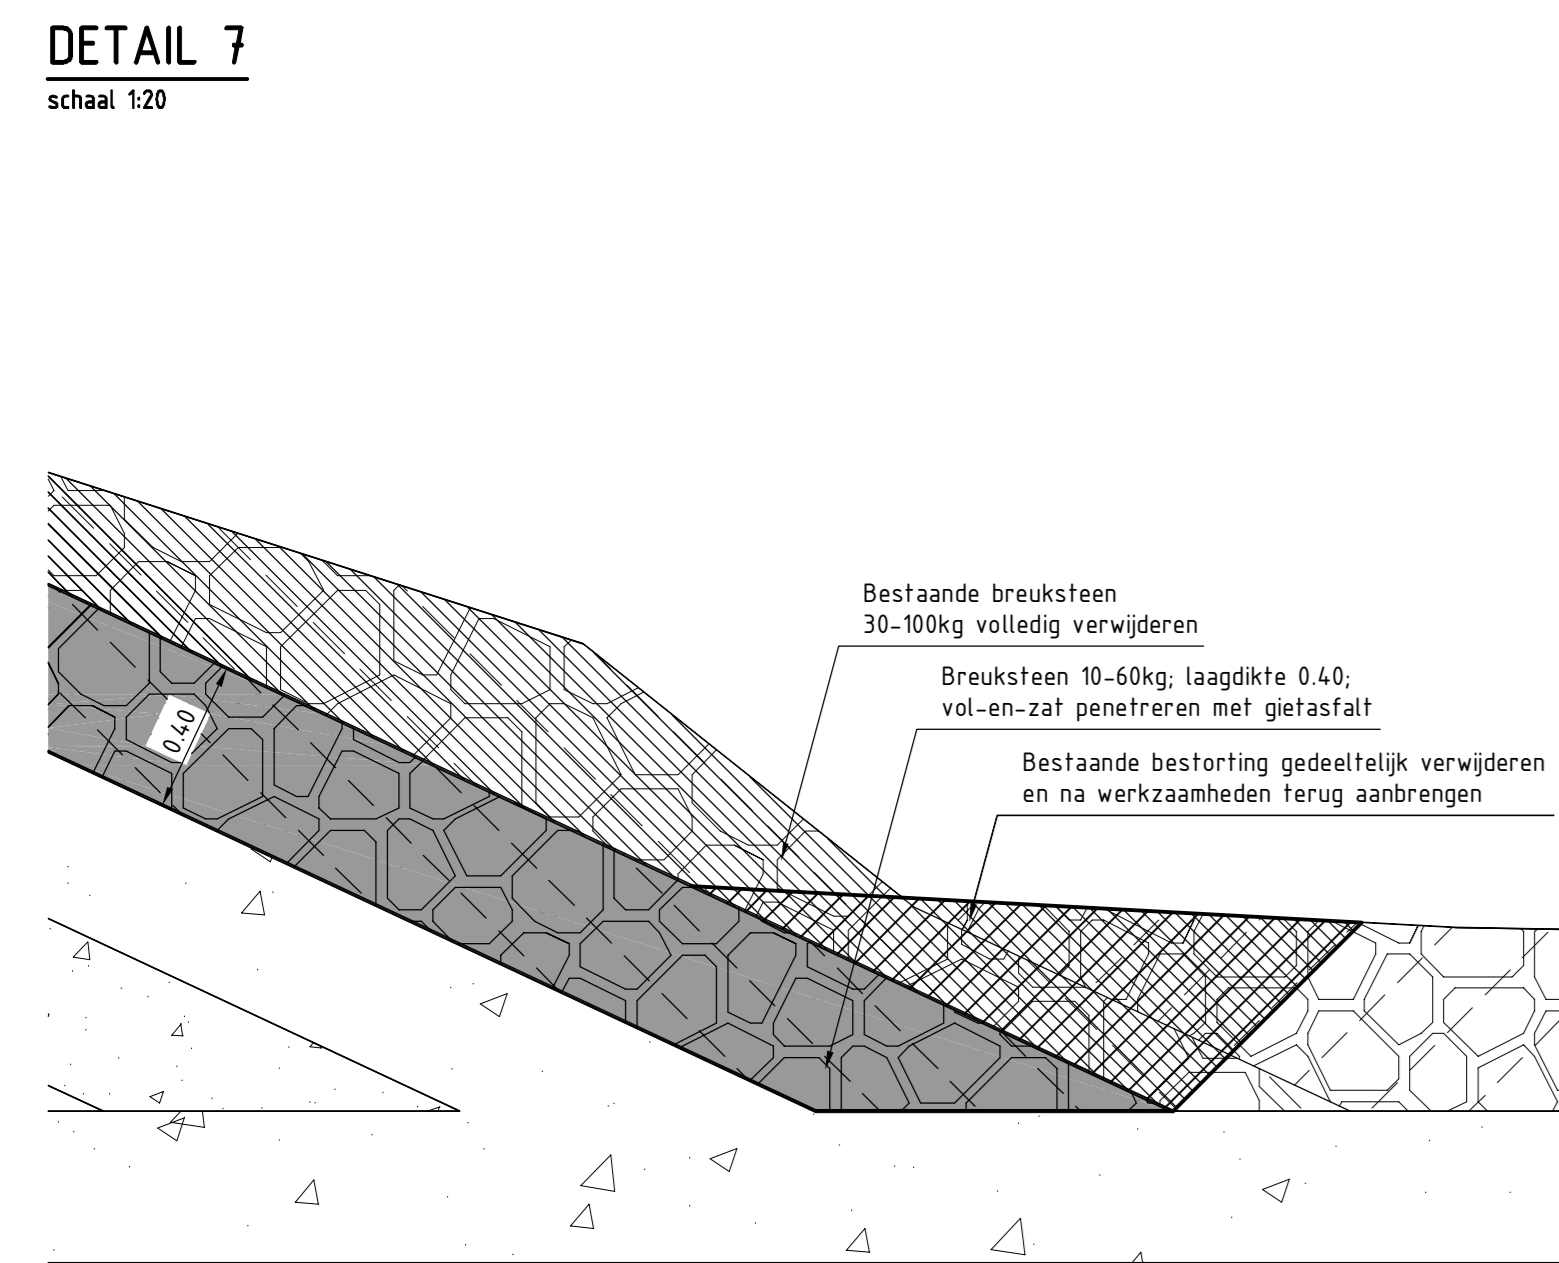 DETAIL 7
schaal 1:20
Bestaande breuksteen
30-100kg volledig verwijderen
Breuksteen 10-60kg; laagdikte 0.40;
vol-en-zat penetreren met gietasfalt
0.40
Bestaande bestorting gedeeltelijk verwijderen
en na werkzaamheden terug aanbrengen